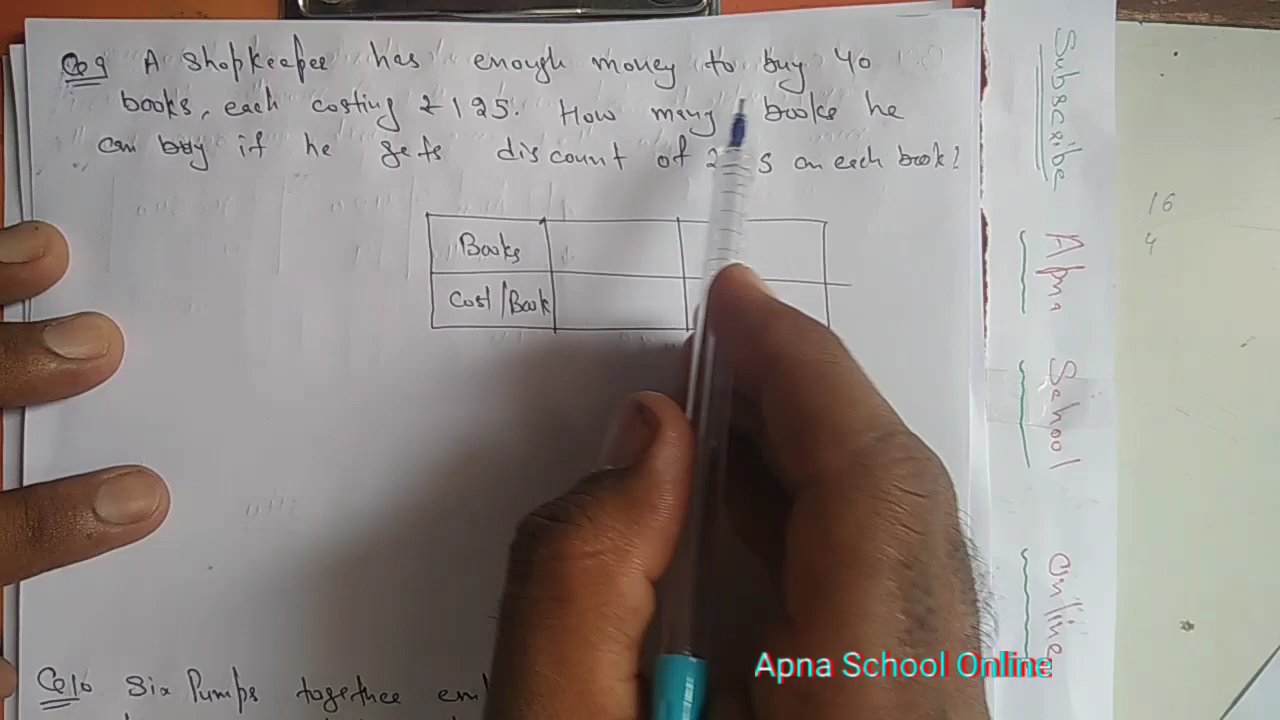 Q9 A Shopkeeper has enough money to buy 40
books, each costing ₹125. How many books he
can buy if he gets discount of 2 s on each book?
Books
Cost/Book
Q10 Six Pumps together
Subscribe Apna School Online
16
4
Apna School Online